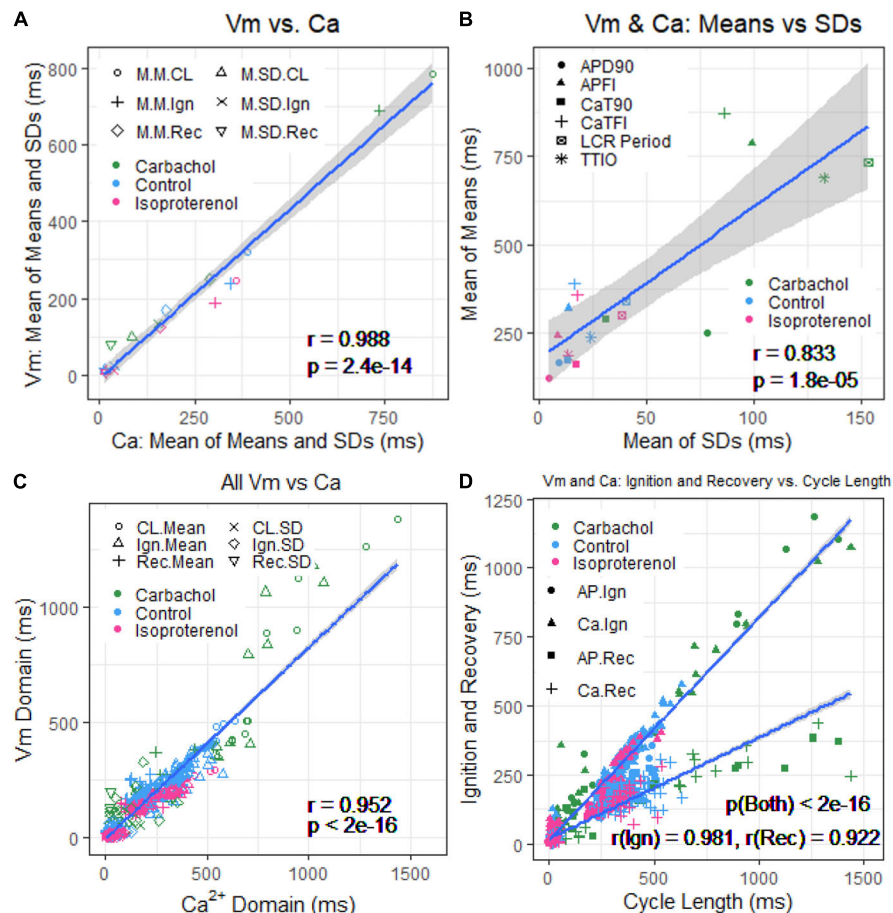 A
Vm vs. Ca
Vm: Mean of Means and SDs (ms)
800
600
400
200
0
M.M.CL
M.SD.CL
M.M.Ign
M.SD.Ign
M.M.Rec
M.SD.Rec
Carbachol
Control
Isoproterenol
r = 0.988
p = 2.4e-14
0
250
500
750
Ca: Mean of Means and SDs (ms)
B
Vm & Ca: Means vs SDs
Mean of Means (ms)
1000
750
500
250
APD90
APFI
CaT90
CaTFI
LCR Period
TTIO
Carbachol
Control
Isoproterenol
r = 0.833
p = 1.8e-05
0
50
100
150
Mean of SDs (ms)
C
All Vm vs Ca
Vm Domain (ms)
1000
500
0
CL.Mean
CL.SD
Ign.Mean
Ign.SD
Rec.Mean
Rec.SD
Carbachol
Control
Isoproterenol
r = 0.952
p < 2e-16
0
500
1000
1500
Ca2+ Domain (ms)
D
Vm and Ca: Ignition and Recovery vs. Cycle Length
Ignition and Recovery (ms)
1250
1000
750
500
250
0
Carbachol
Control
Isoproterenol
AP.Ign
Ca.Ign
AP.Rec
Ca.Rec
p(Both) < 2e-16
r(Ign) = 0.981, r(Rec) = 0.922
0
500
1000
1500
Cycle Length (ms)